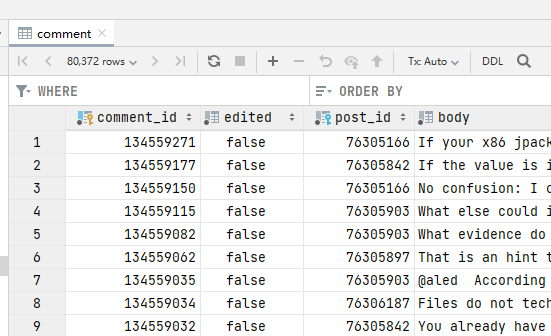 comment
80,372 rows Tx: Auto DDL
WHERE ORDER BY
comment_id edited post_id body
1 134559271 false 76305166 If your x86 jpack
2 134559177 false 76305842 If the value is i
3 134559150 false 76305166 No confusion: I c
4 134559115 false 76305903 What else could i
5 134559082 false 76305903 What evidence do
6 134559062 false 76305897 That is an hint t
7 134559035 false 76305903 @aled According
8 134559034 false 76306187 Files do not tech
9 134559032 false 76305842 You already have